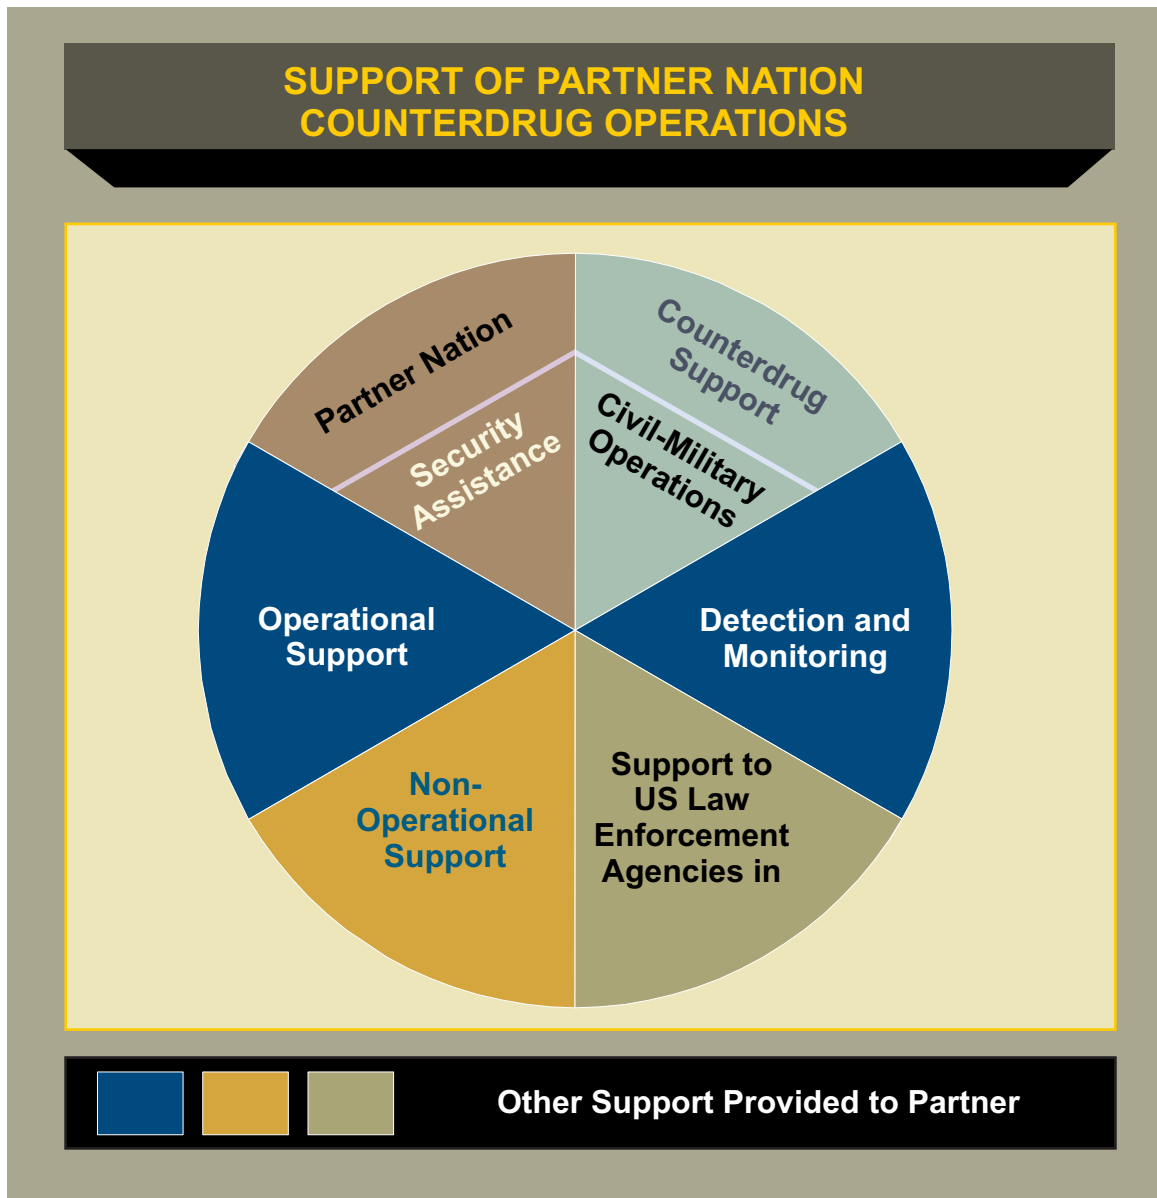 SUPPORT OF PARTNER NATION
COUNTERDRUG OPERATIONS
Partner Nation
Security
Assistance
Counterdrug
Support
Civil-Military
Operations
Operational
Support
Detection and
Monitoring
Non-
Operational
Support
Support to
US Law
Enforcement
Agencies in
Other Support Provided to Partner